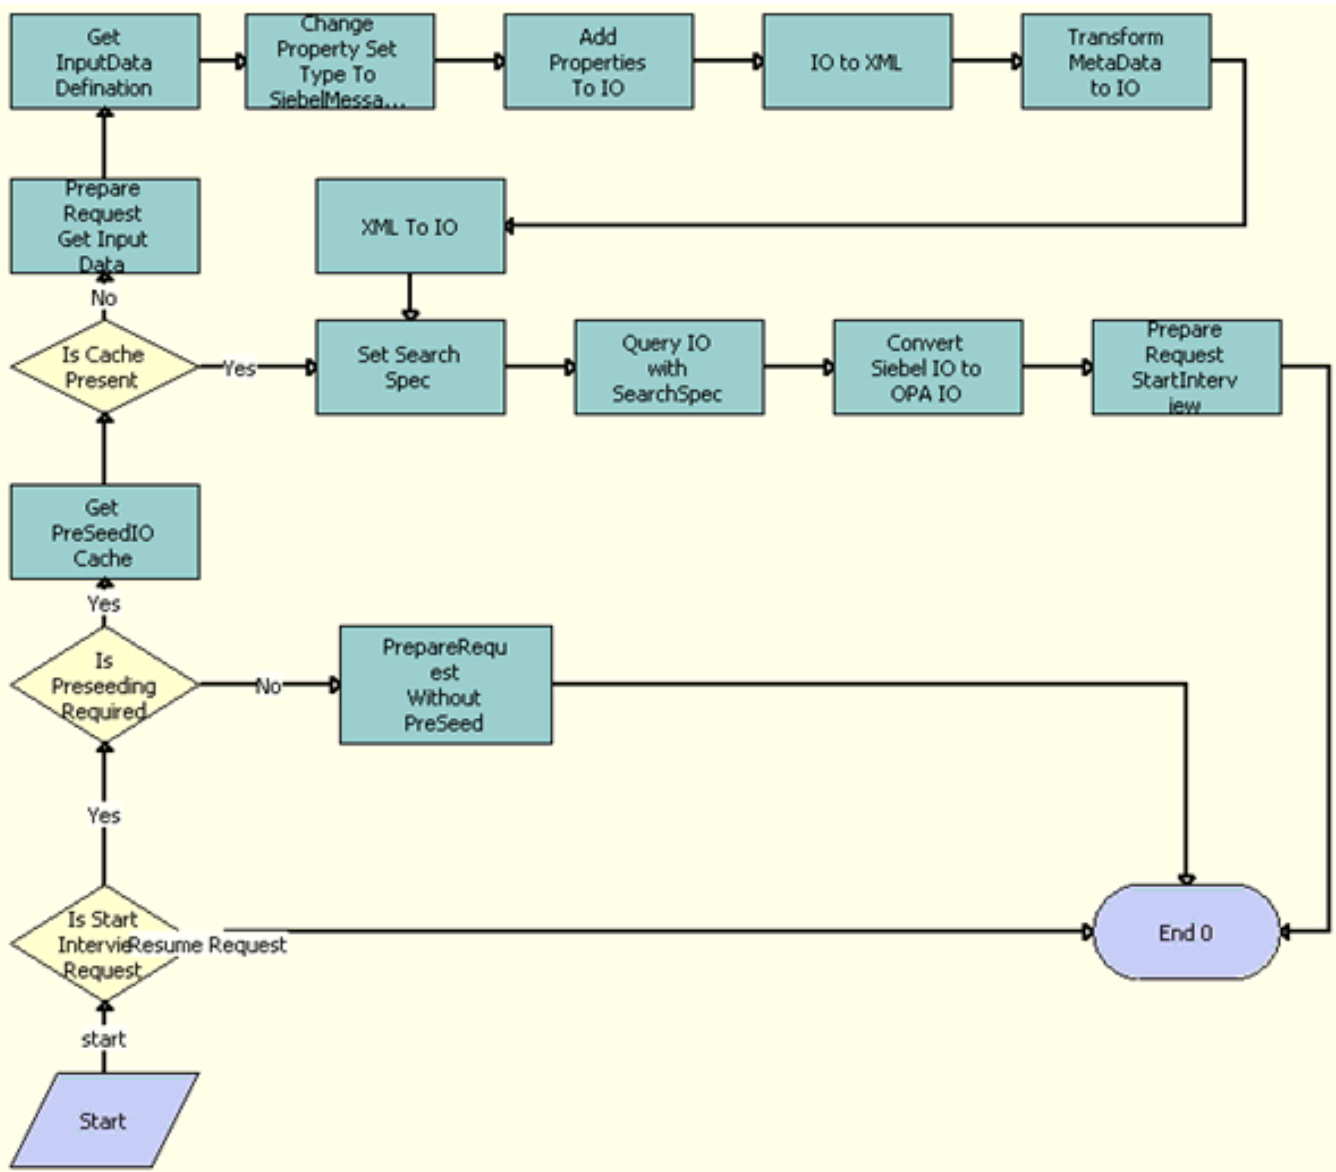 Get
InputData
Defination
Change
Property Set
Type To
SiebelMessa...
Add
Properties
To IO
IO to XML
Transform
MetaData
to IO
Prepare
Request
Get Input
Data
XML To IO
No
Is Cache
Present
Yes
Set Search
Spec
Query IO
with
SearchSpec
Convert
Siebel IO to
OPA IO
Prepare
Request
StartInterv
iew
Get
PreSeedIO
Cache
Yes
Is
Preseeding
Required
No
PrepareRequ
est
Without
PreSeed
Yes
Is Start
Intervie
Request
Resume Request
End 0
start
Start